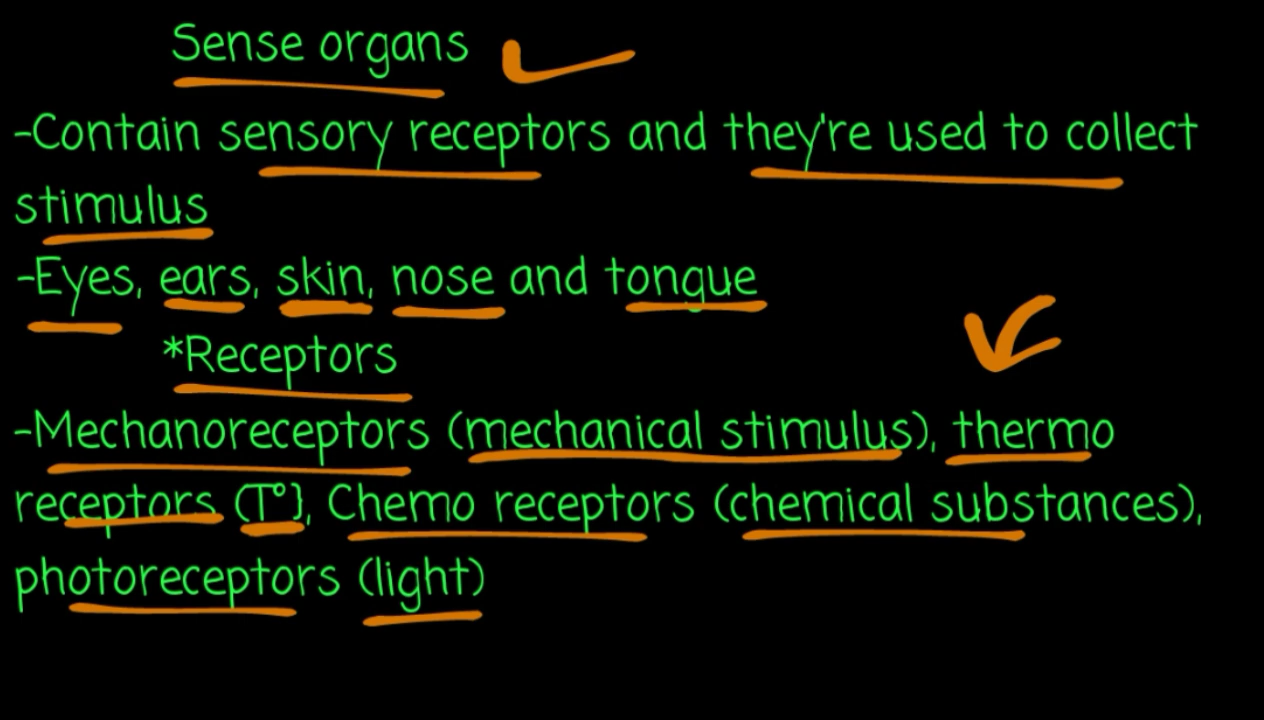 Sense organs
-Contain sensory receptors and they're used to collect
stimulus
-Eyes, ears, skin, nose and tongue
*Receptors
-Mechanoreceptors (mechanical stimulus), thermo
receptors (T°), Chemo receptors (chemical substances),
photoreceptors (light)